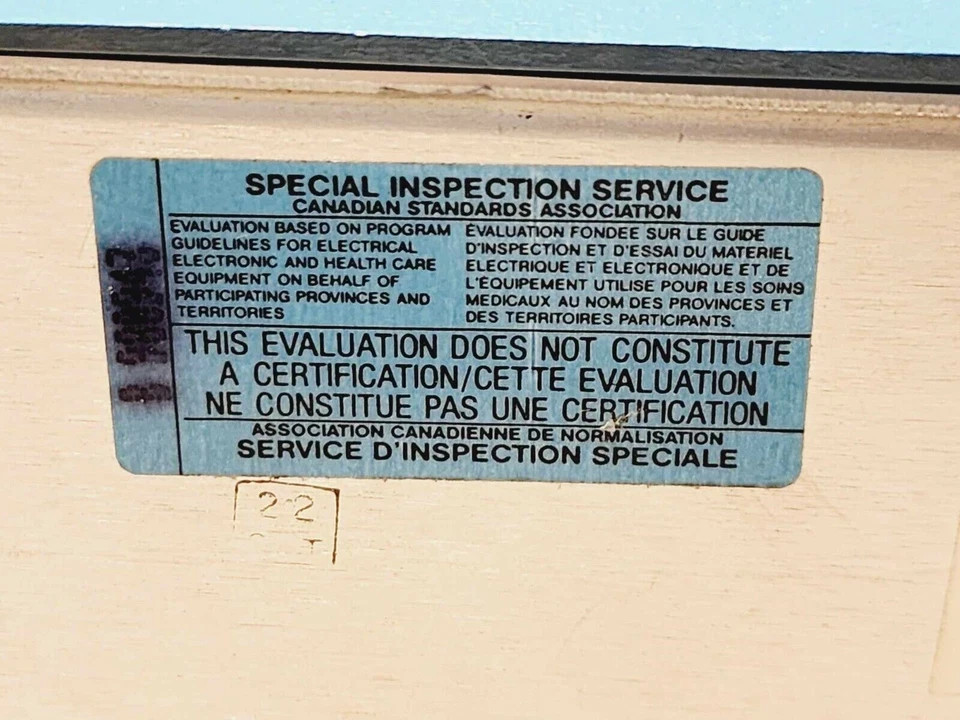 SPECIAL INSPECTION SERVICE
CANADIAN STANDARDS ASSOCIATION
EVALUATION BASED ON PROGRAM
GUIDELINES FOR ELECTRICAL
ELECTRONIC AND HEALTH CARE
EQUIPMENT ON BEHALF OF
PARTICIPATING PROVINCES AND
TERRITORIES
ÉVALUATION FONDEE SUR LE GUIDE
D'INSPECTION ET D'ESSAI DU MATERIEL
ELECTRIQUE ET ELECTRONIQUE ET DE
L'ÉQUIPEMENT UTILISE POUR LES SOINS
MEDICAUX AU NOM DES PROVINCES ET
DES TERRITOIRES PARTICIPANTS.
THIS EVALUATION DOES NOT CONSTITUTE
A CERTIFICATION/CETTE EVALUATION
NE CONSTITUE PAS UNE CERTIFICATION
ASSOCIATION CANADIENNE DE NORMALISATION
SERVICE D'INSPECTION SPECIALE
22